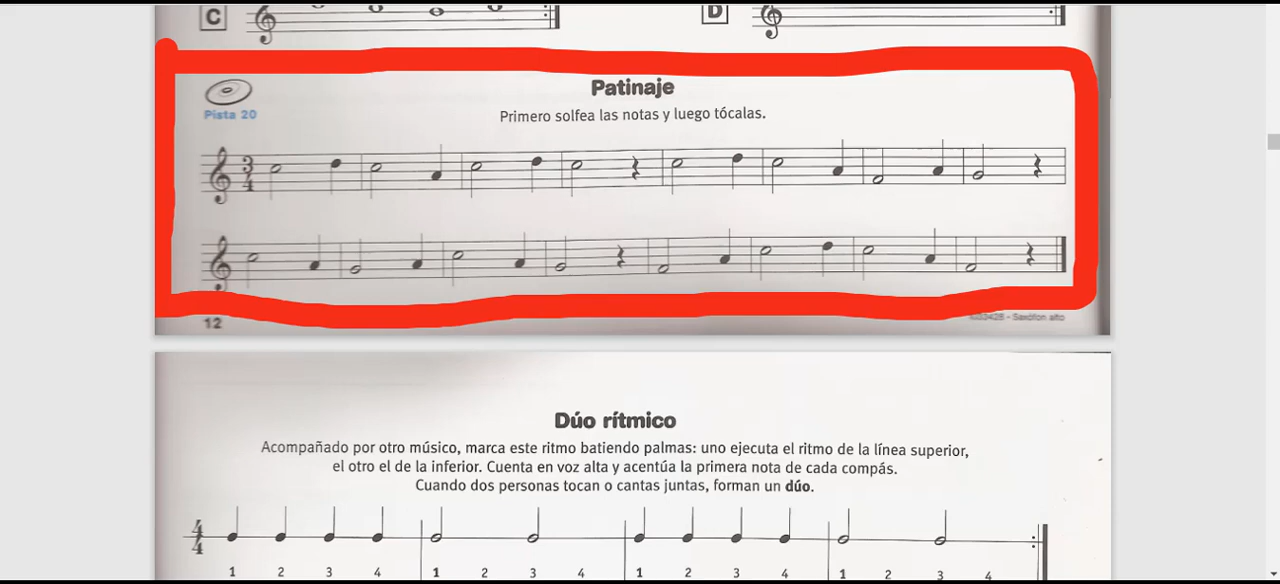 C
D
Patinaje
Pista 20
Primero solfea las notas y luego tócalas.
3
4
12
Saxofón alto
Dúo rítmico
Acompañado por otro músico, marca este ritmo batiendo palmas: uno ejecuta el ritmo de la línea superior,
el otro el de la inferior. Cuenta en voz alta y acentúa la primera nota de cada compás.
Cuando dos personas tocan o cantas juntas, forman un dúo.
4
4
1 2 3 4 1 2 3 4 1 2 3 4 1 2 3 4